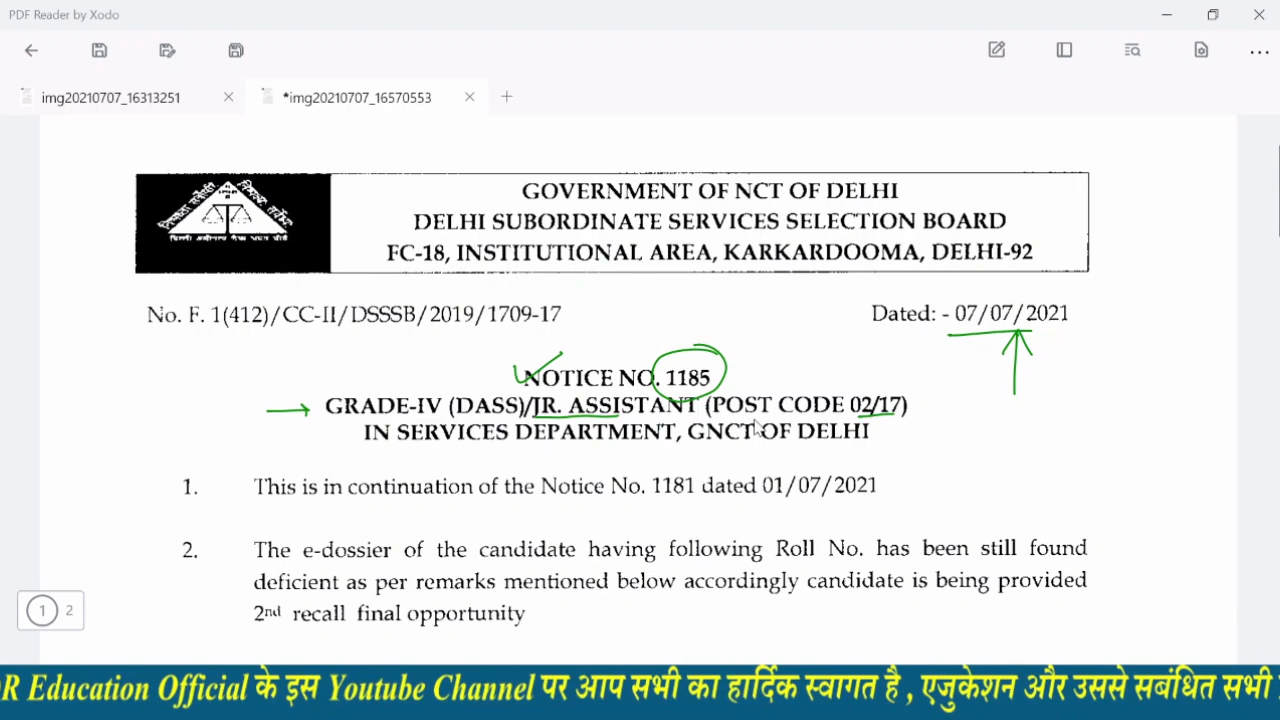 PDF Reader by Xodo
img20210707_16313251
*img20210707_16570553
GOVERNMENT OF NCT OF DELHI
DELHI SUBORDINATE SERVICES SELECTION BOARD
FC-18, INSTITUTIONAL AREA, KARKARDOOMA, DELHI-92
No. F. 1(412)/CC-II/DSSSB/2019/1709-17
Dated: - 07/07/2021
NOTICE NO. 1185
GRADE-IV (DASS)/JR. ASSISTANT (POST CODE 02/17)
IN SERVICES DEPARTMENT, GNCT OF DELHI
1. This is in continuation of the Notice No. 1181 dated 01/07/2021
2. The e-dossier of the candidate having following Roll No. has been still found
deficient as per remarks mentioned below accordingly candidate is being provided
2nd recall final opportunity
1 2
R Education Official के इस Youtube Channel पर आप सभी का हार्दिक स्वागत है , एजुकेशन और उससे सबंधित सभी